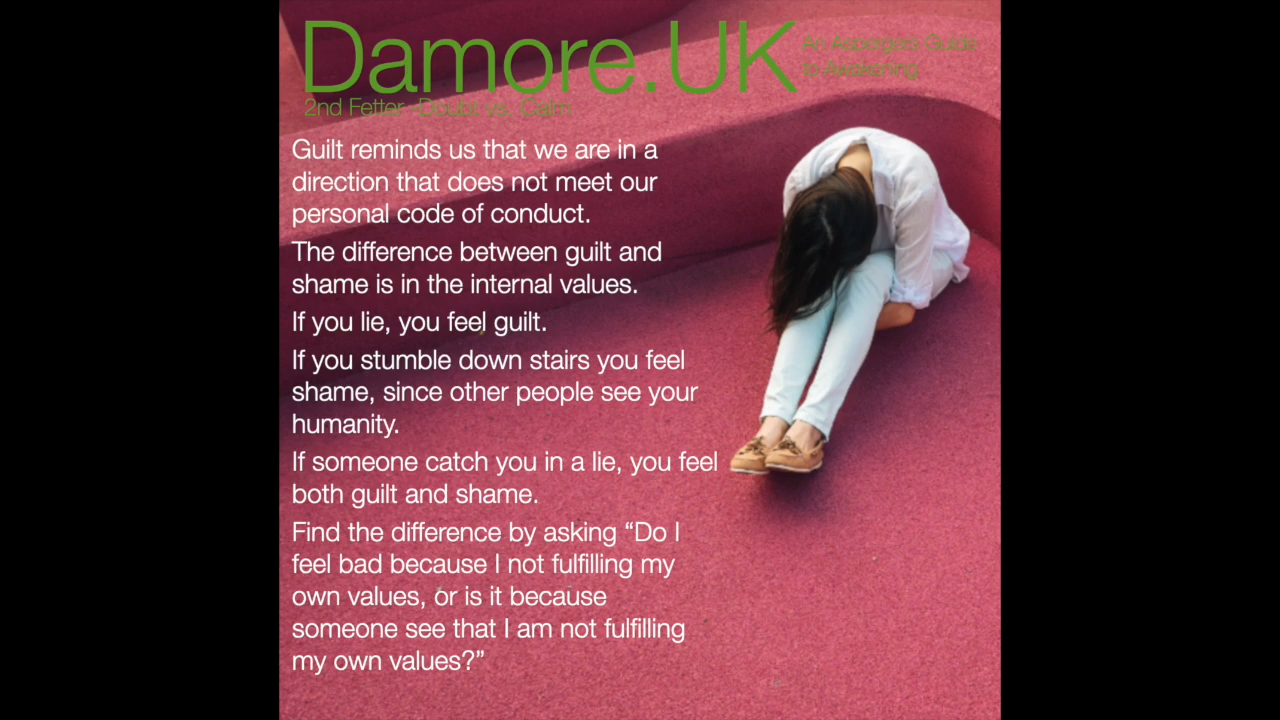 Damore.UK
An Aspergers Guide
to Awakening
2nd Fetter -Doubt vs. Calm
Guilt reminds us that we are in a
direction that does not meet our
personal code of conduct.
The difference between guilt and
shame is in the internal values.
If you lie, you feel guilt.
If you stumble down stairs you feel
shame, since other people see your
humanity.
If someone catch you in a lie, you feel
both guilt and shame.
Find the difference by asking “Do I
feel bad because I not fulfilling my
own values, or is it because
someone see that I am not fulfilling
my own values?”